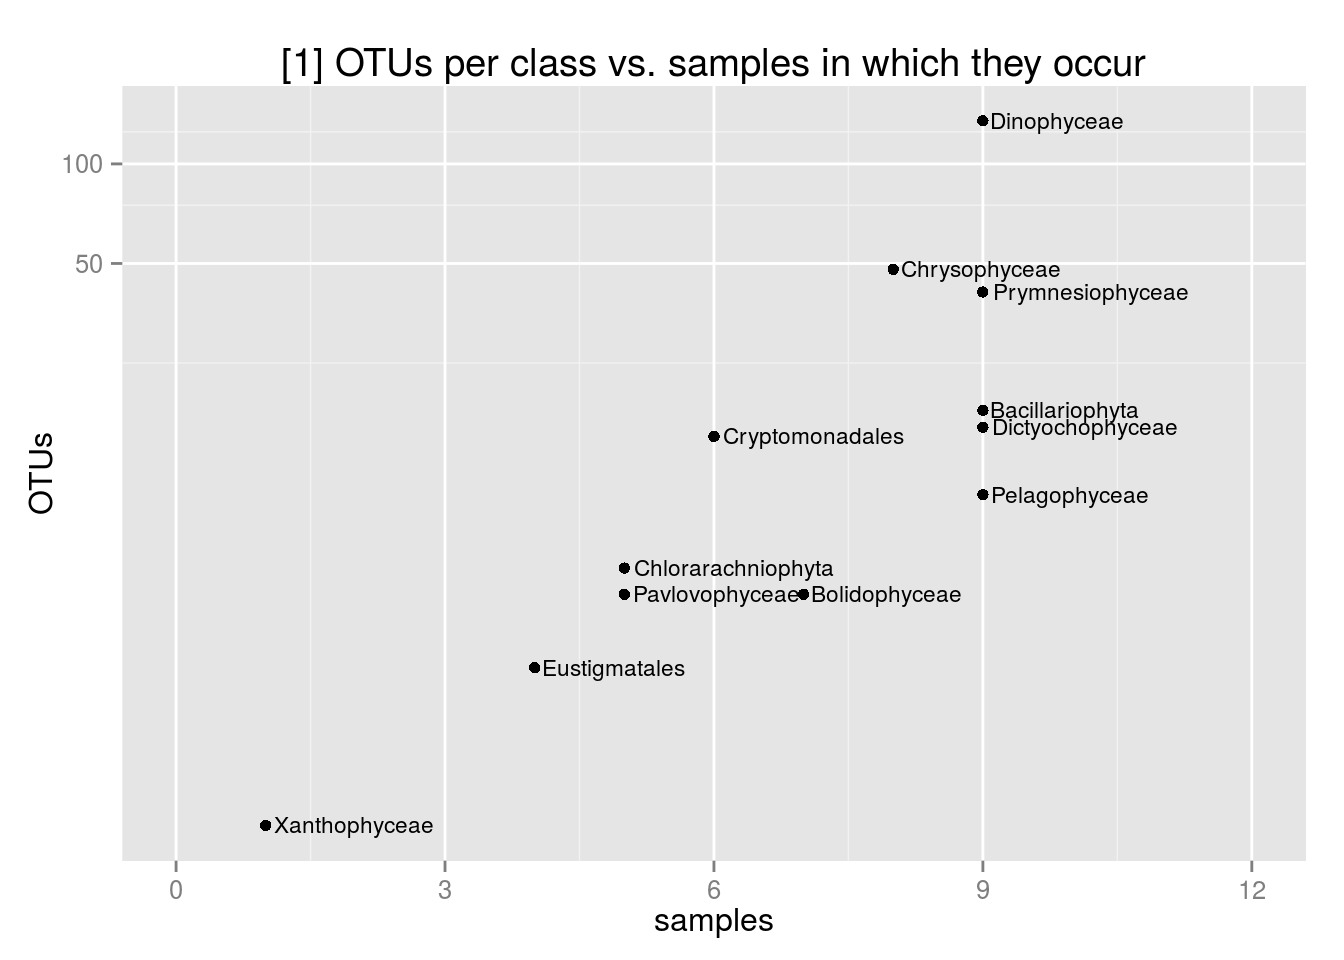 [1] OTUs per class vs. samples in which they occur
Dinophyceae
100
50
Chrysophyceae
Prymnesiophyceae
Bacillariophyta
Dictyochophyceae
Cryptomonadales
OTUs
Pelagophyceae
Chlorarachniophyta
Pavlovophyceae Bolidophyceae
Eustigmatales
Xanthophyceae
0 3 6 9 12
samples